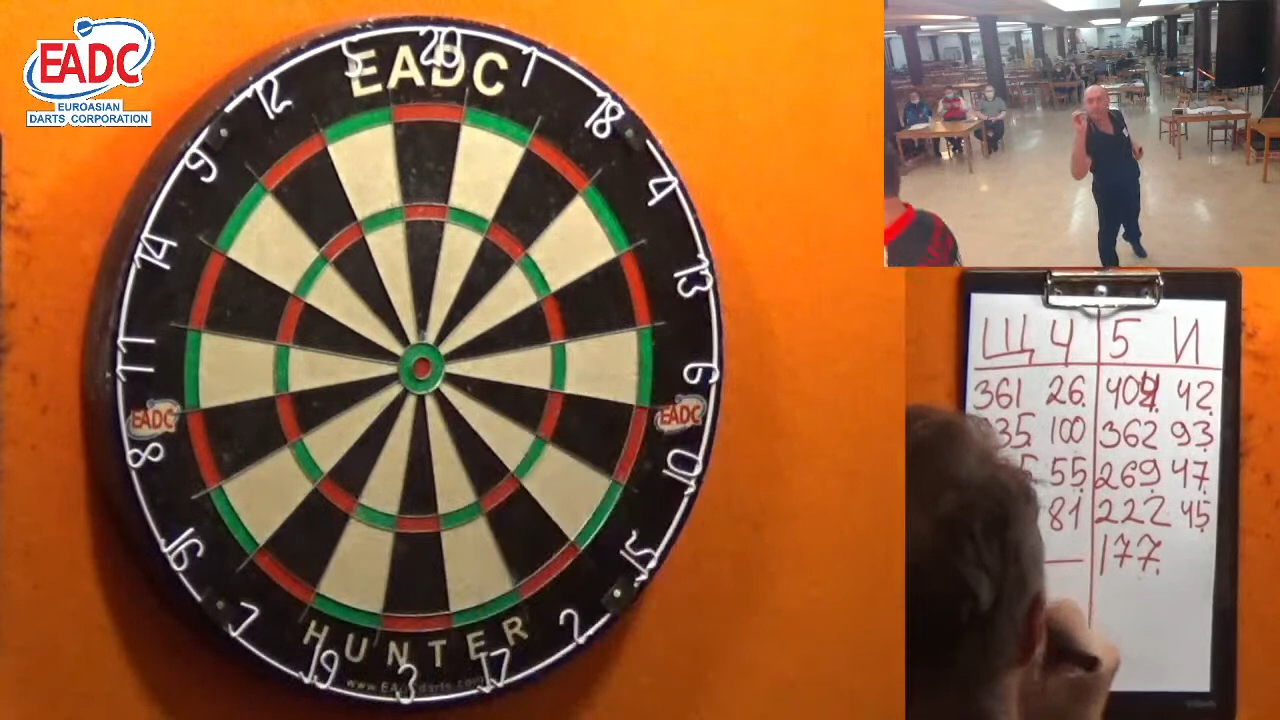 EADC
EUROASIAN
DARTS CORPORATION
EADC
20
1
18
4
13
6
10
15
2
17
3
19
7
16
8
11
14
9
12
5
EADC
EADC
HUNTER
Щ Ч 5 И
361 26 404 42
35 100 362 93
55 269 47
81 222 45
177